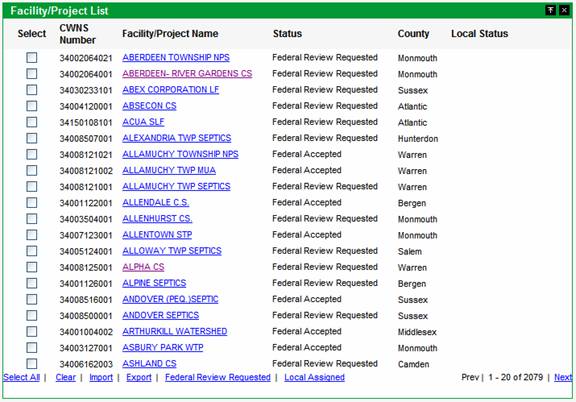 Facility/Project List
Select CWNS Number Facility/Project Name Status County Local Status
34002064021 ABERDEEN TOWNSHIP NPS Federal Review Requested Monmouth
34002064001 ABERDEEN- RIVER GARDENS CS Federal Review Requested Monmouth
34030233101 ABEX CORPORATION LF Federal Review Requested Sussex
34004120001 ABSECON CS Federal Review Requested Atlantic
34150108101 ACUA SLF Federal Review Requested Atlantic
34008507001 ALEXANDRIA TWP SEPTICS Federal Review Requested Hunterdon
34008121021 ALLAMUCHY TOWNSHIP NPS Federal Accepted Warren
34008121002 ALLAMUCHY TWP MUA Federal Accepted Warren
34008121001 ALLAMUCHY TWP SEPTICS Federal Review Requested Warren
34001122001 ALLENDALE C.S. Federal Accepted Bergen
34003504001 ALLENHURST CS. Federal Review Requested Monmouth
34007123001 ALLENTOWN STP Federal Accepted Monmouth
34005124001 ALLOWAY TWP SEPTICS Federal Review Requested Salem
34008125001 ALPHA CS Federal Review Requested Warren
34001126001 ALPINE SEPTICS Federal Review Requested Bergen
34008516001 ANDOVER (PEQ.)SEPTIC Federal Accepted Sussex
34008500001 ANDOVER SEPTICS Federal Review Requested Sussex
34001004002 ARTHURKILL WATERSHED Federal Accepted Middlesex
34003127001 ASBURY PARK WTP Federal Accepted Monmouth
34006162003 ASHLAND CS Federal Review Requested Camden
Select All | Clear | Import | Export | Federal Review Requested | Local Assigned Prev | 1 - 20 of 2079 | Next